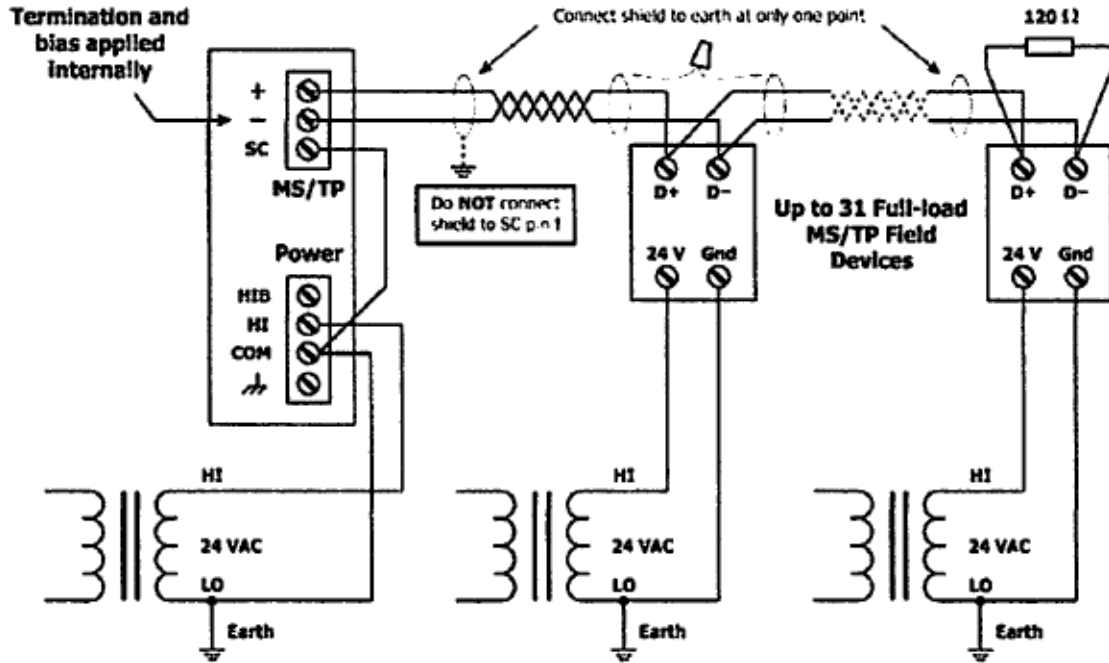 Termination and
bias applied
internally
Connect shield to earth at only one point
120 Ω
+
−
SC
MS/TP
Do NOT connect
shield to SC pin!
D+ D−
24 V Gnd
Up to 31 Full-load
MS/TP Field
Devices
D+ D−
24 V Gnd
Power
HIB
HI
COM
HI
24 VAC
LO
Earth
HI
24 VAC
LO
Earth
HI
24 VAC
LO
Earth